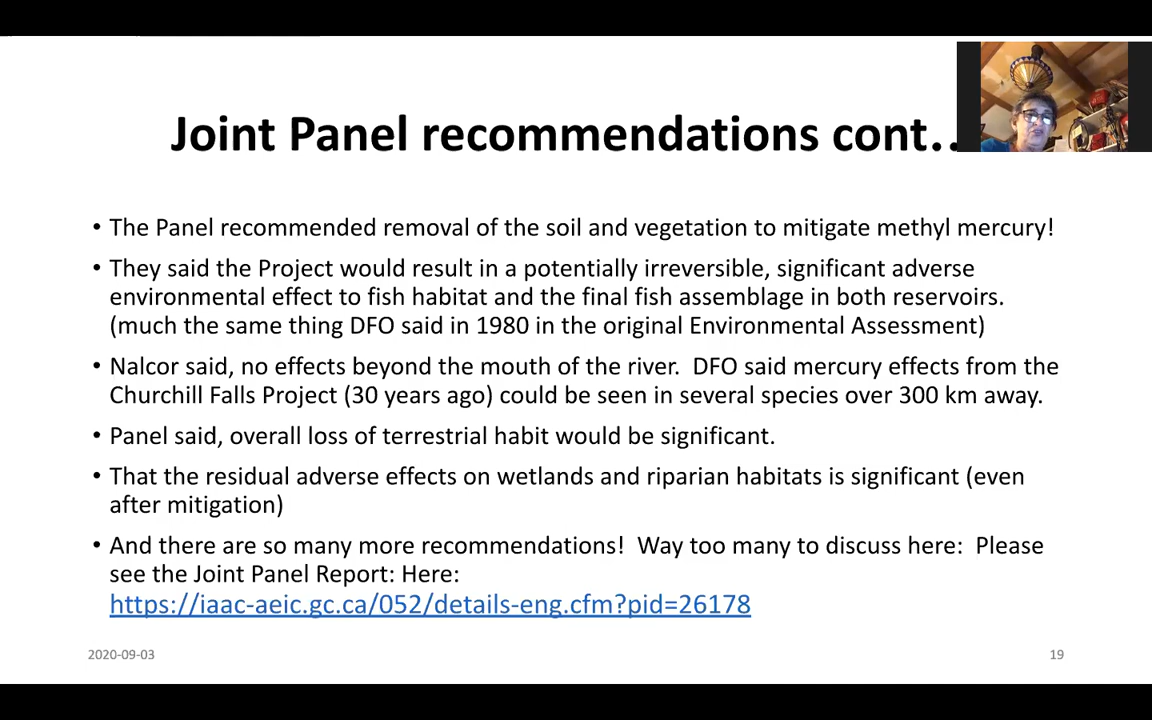 Joint Panel recommendations cont..
• The Panel recommended removal of the soil and vegetation to mitigate methyl mercury!
• They said the Project would result in a potentially irreversible, significant adverse
environmental effect to fish habitat and the final fish assemblage in both reservoirs.
(much the same thing DFO said in 1980 in the original Environmental Assessment)
• Nalcor said, no effects beyond the mouth of the river.  DFO said mercury effects from the
Churchill Falls Project (30 years ago) could be seen in several species over 300 km away.
• Panel said, overall loss of terrestrial habit would be significant.
• That the residual adverse effects on wetlands and riparian habitats is significant (even
after mitigation)
• And there are so many more recommendations!  Way too many to discuss here:  Please
see the Joint Panel Report: Here:
https://iaac-aeic.gc.ca/052/details-eng.cfm?pid=26178
2020-09-03
19